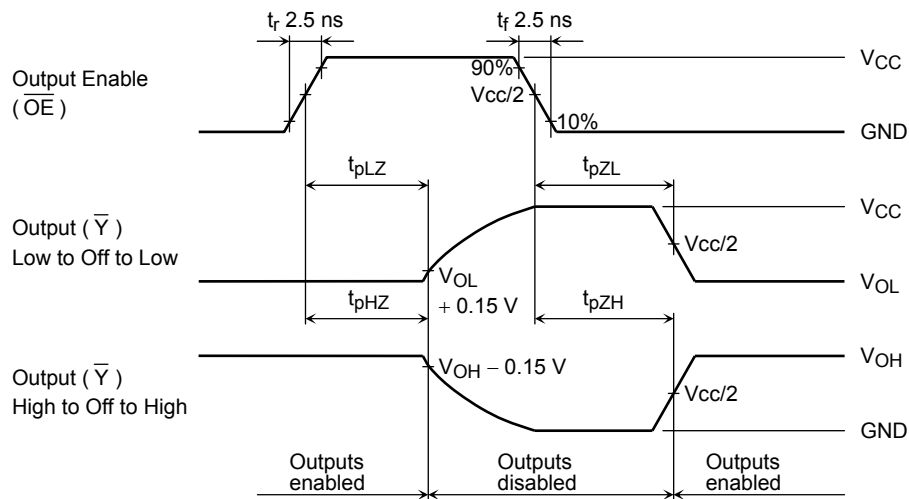 tr 2.5 ns
tf 2.5 ns
Output Enable
( OE )
90%
Vcc/2
10%
VCC
GND
tpLZ
tpZL
Output ( Y )
Low to Off to Low
VOL
+ 0.15 V
Vcc/2
VCC
VOL
tpHZ
tpZH
Output ( Y )
High to Off to High
VOH − 0.15 V
Vcc/2
VOH
GND
Outputs
enabled
Outputs
disabled
Outputs
enabled